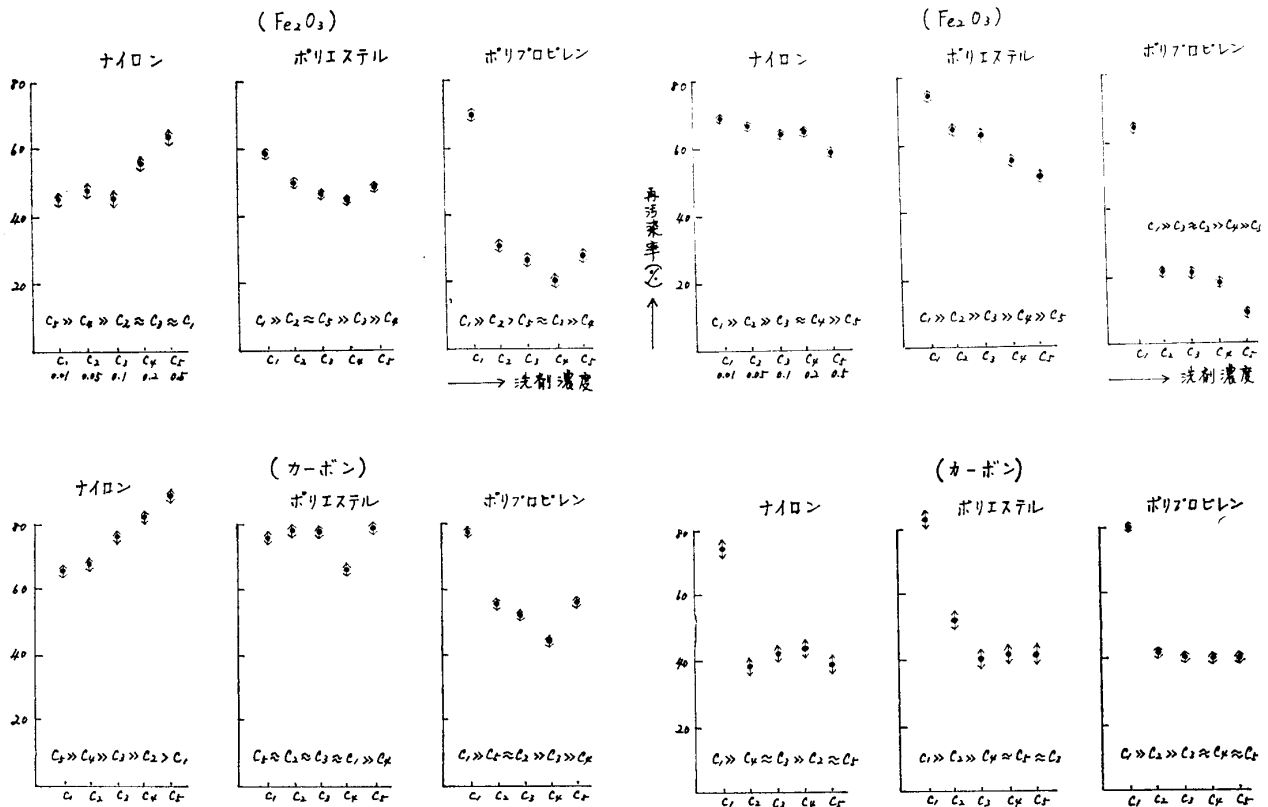 (Fe₂O₃)
ナイロン ポリエステル ポリプロピレン
80
60
40
20
C₅≫C₄≫C₂≈C₃≈C₁
C₁≫C₂≈C₅≫C₃≫C₄
C₁≫C₂>C₅≈C₃≫C₄
C₁ C₂ C₃ C₄ C₅
0.01 0.05 0.1 0.2 0.5
C₁ C₂ C₃ C₄ C₅
C₁ C₂ C₃ C₄ C₅
→ 洗剤濃度
(Fe₂O₃)
ナイロン ポリエステル ポリプロピレン
80
60
40
20
再汚染率(%) →
C₁≫C₂≫C₃≈C₄≫C₅
C₁≫C₂≫C₃≫C₄≫C₅
C₁≫C₃≈C₂≫C₄≫C₅
C₁ C₂ C₃ C₄ C₅
0.01 0.05 0.1 0.2 0.5
C₁ C₂ C₃ C₄ C₅
C₁ C₂ C₃ C₄ C₅
→ 洗剤濃度
(カーボン)
ナイロン ポリエステル ポリプロピレン
80
60
40
20
C₅≫C₄≫C₃≫C₂>C₁
C₅≈C₂≈C₃≈C₁≫C₄
C₁≫C₅≈C₂≫C₃≫C₄
C₁ C₂ C₃ C₄ C₅
C₁ C₂ C₃ C₄ C₅
C₁ C₂ C₃ C₄ C₅
(カーボン)
ナイロン ポリエステル ポリプロピレン
80
60
40
20
C₁≫C₄≈C₃≫C₂≈C₅
C₁≫C₂≫C₄≈C₅≈C₃
C₁≫C₂≫C₃≈C₄≈C₅
C₁ C₂ C₃ C₄ C₅
C₁ C₂ C₃ C₄ C₅
C₁ C₂ C₃ C₄ C₅